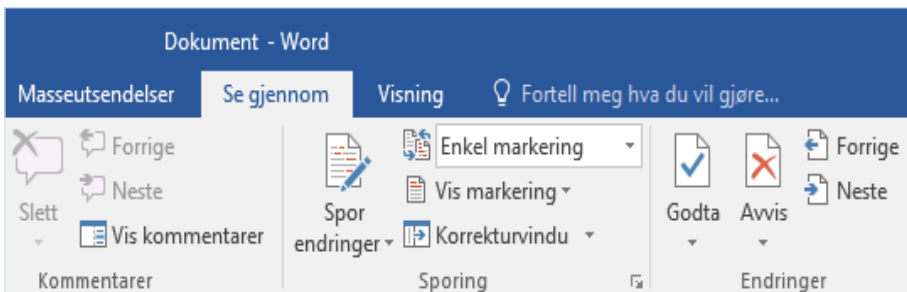 Dokument - Word
Masseutsendelser Se gjennom Visning Fortell meg hva du vil gjøre...
Slett
Forrige
Neste
Vis kommentarer
Kommentarer
Spor
endringer
Enkel markering
Vis markering
Korrekturvindu
Sporing
Godta
Avvis
Forrige
Neste
Endringer